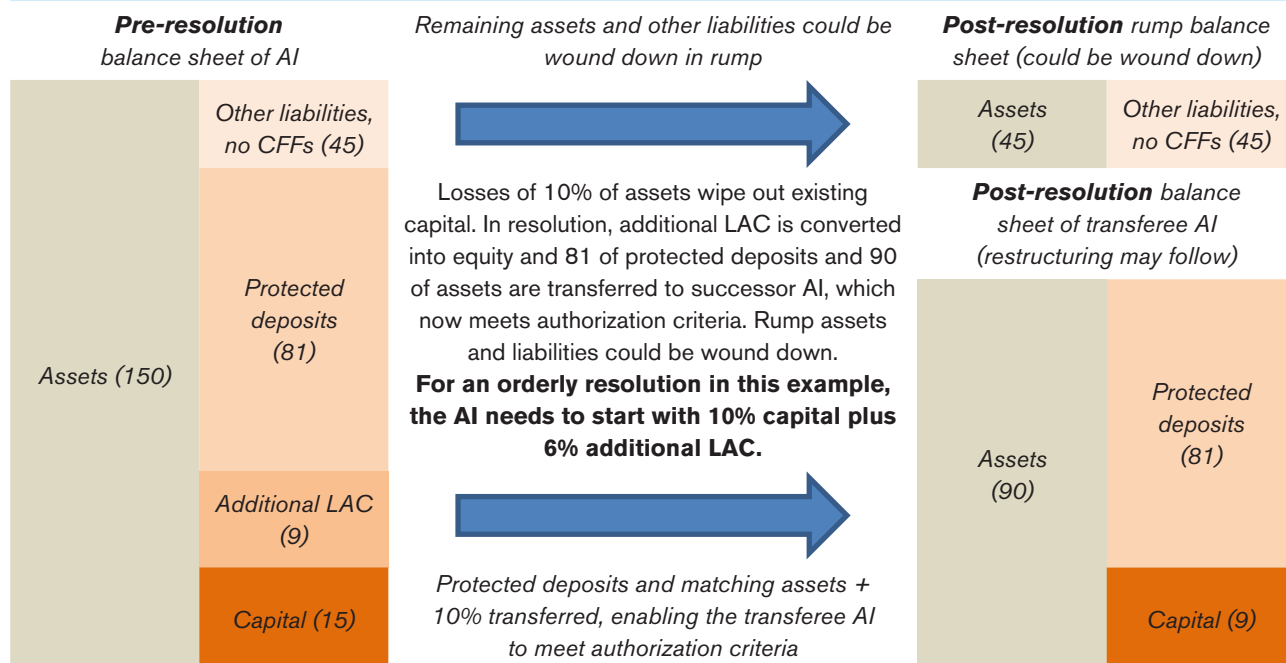 Pre-resolution
balance sheet of AI
Other liabilities,
no CFFs (45)
Assets (150)
Protected
deposits
(81)
Additional LAC
(9)
Capital (15)
Remaining assets and other liabilities could be
wound down in rump
Losses of 10% of assets wipe out existing
capital. In resolution, additional LAC is converted
into equity and 81 of protected deposits and 90
of assets are transferred to successor AI, which
now meets authorization criteria. Rump assets
and liabilities could be wound down.
For an orderly resolution in this example,
the AI needs to start with 10% capital plus
6% additional LAC.
Protected deposits and matching assets +
10% transferred, enabling the transferee AI
to meet authorization criteria
Post-resolution rump balance
sheet (could be wound down)
Assets
(45)
Other liabilities,
no CFFs (45)
Post-resolution balance
sheet of transferee AI
(restructuring may follow)
Assets
(90)
Protected
deposits
(81)
Capital (9)